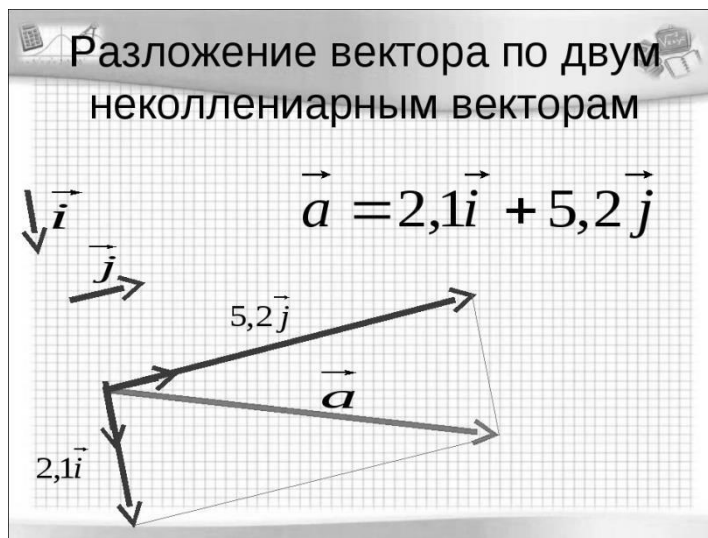 Разложение вектора по двум
неколлениарным векторам
a⃗ = 2,1i⃗ + 5,2j⃗
i⃗
j⃗
5,2j⃗
a⃗
2,1i⃗